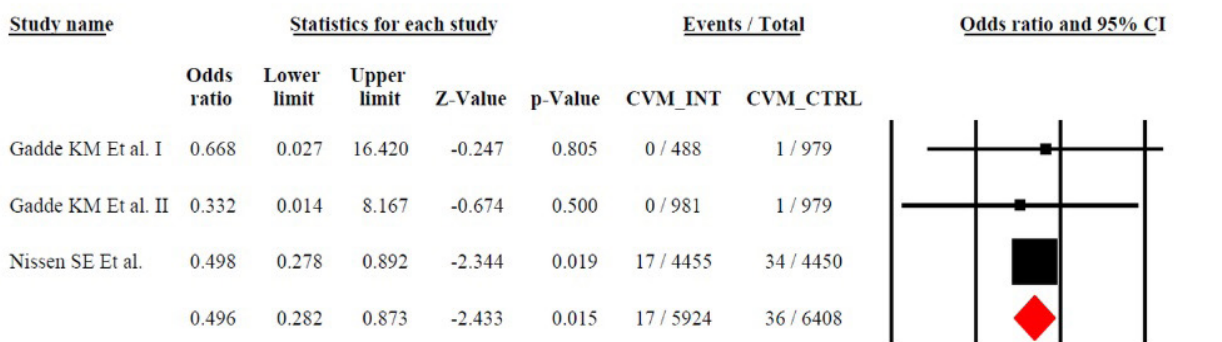 Study name Statistics for each study Events / Total Odds ratio and 95% CI
Odds Lower Upper
ratio limit limit Z-Value p-Value CVM_INT CVM_CTRL
Gadde KM Et al. I 0.668 0.027 16.420 -0.247 0.805 0 / 488 1 / 979
Gadde KM Et al. II 0.332 0.014 8.167 -0.674 0.500 0 / 981 1 / 979
Nissen SE Et al. 0.498 0.278 0.892 -2.344 0.019 17 / 4455 34 / 4450
0.496 0.282 0.873 -2.433 0.015 17 / 5924 36 / 6408